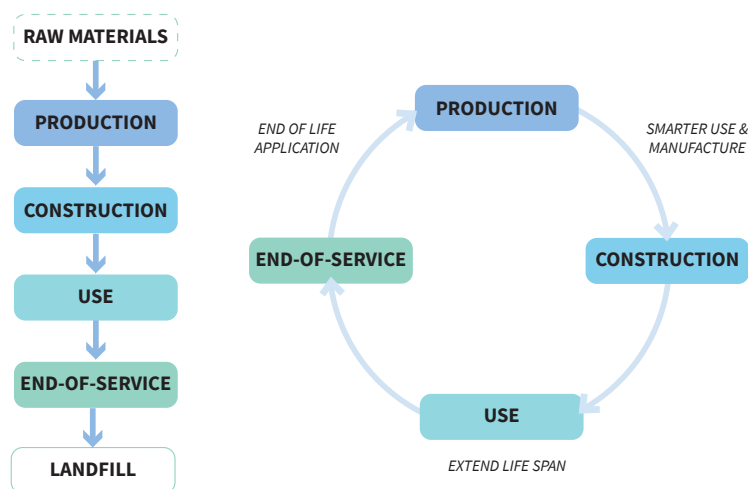 RAW MATERIALS
PRODUCTION
CONSTRUCTION
USE
END-OF-SERVICE
LANDFILL
PRODUCTION
END OF LIFE
APPLICATION
SMARTER USE &
MANUFACTURE
END-OF-SERVICE
CONSTRUCTION
USE
EXTEND LIFE SPAN